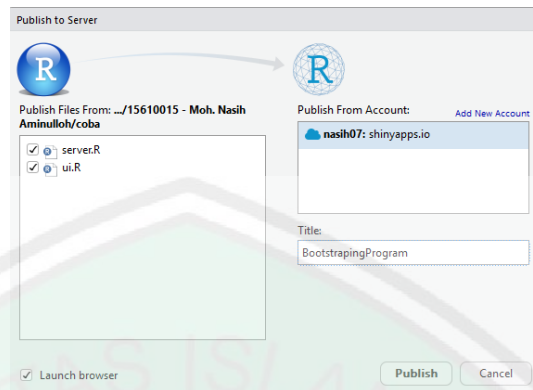 Publish to Server
R
R
Publish Files From: .../15610015 - Moh. Nasih
Aminulloh/coba
server.R
ui.R
Publish From Account:
Add New Account
nasih07: shinyapps.io
Title:
BootstrapingProgram
Launch browser
Publish
Cancel